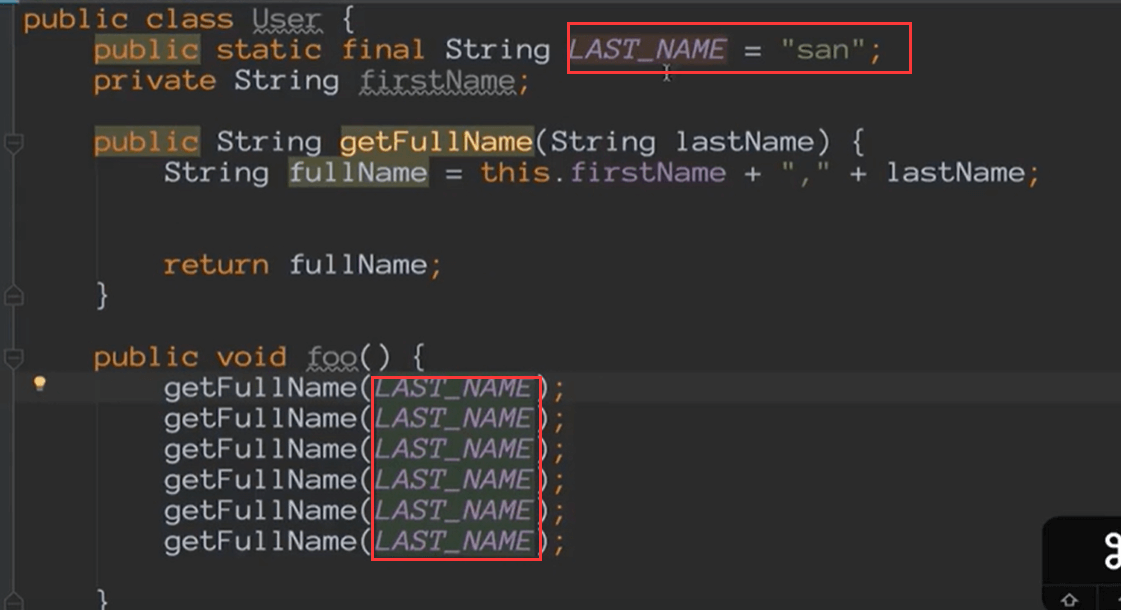 public class User {
public static final String LAST_NAME = "san";
private String firstName;
public String getFullName(String lastName) {
String fullName = this.firstName + "," + lastName;
return fullName;
}
public void foo() {
getFullName(LAST_NAME);
getFullName(LAST_NAME);
getFullName(LAST_NAME);
getFullName(LAST_NAME);
getFullName(LAST_NAME);
getFullName(LAST_NAME);
}
⌘
⇧